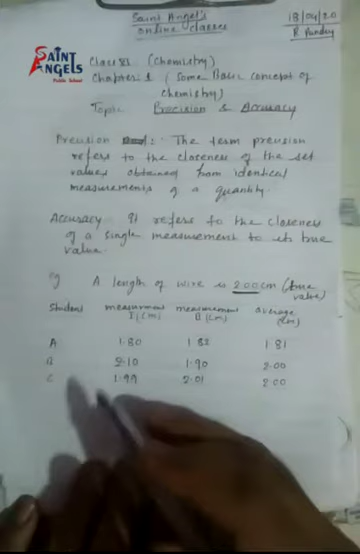 Saint Angel's
online classes
18/04/20
R Pandey
SAINT
ANGELS
Public School
Class XI (Chemistry)
Chapter 1 (Some Basic concept of
chemistry)
Topic Precision & Accuracy
: The term precision
refers to the closeness of the set
values obtained from identical
measurements of a quantity.
Accuracy It refers to the closeness
of a single measurement to its true
value.
eg A length of wire is 2.00 cm (true
value)
Student measurement I (cm) measurement B (cm) average (cm)
A 1.80 1.82 1.81
B 2.10 1.90 2.00
C 1.99 2.01 2.00